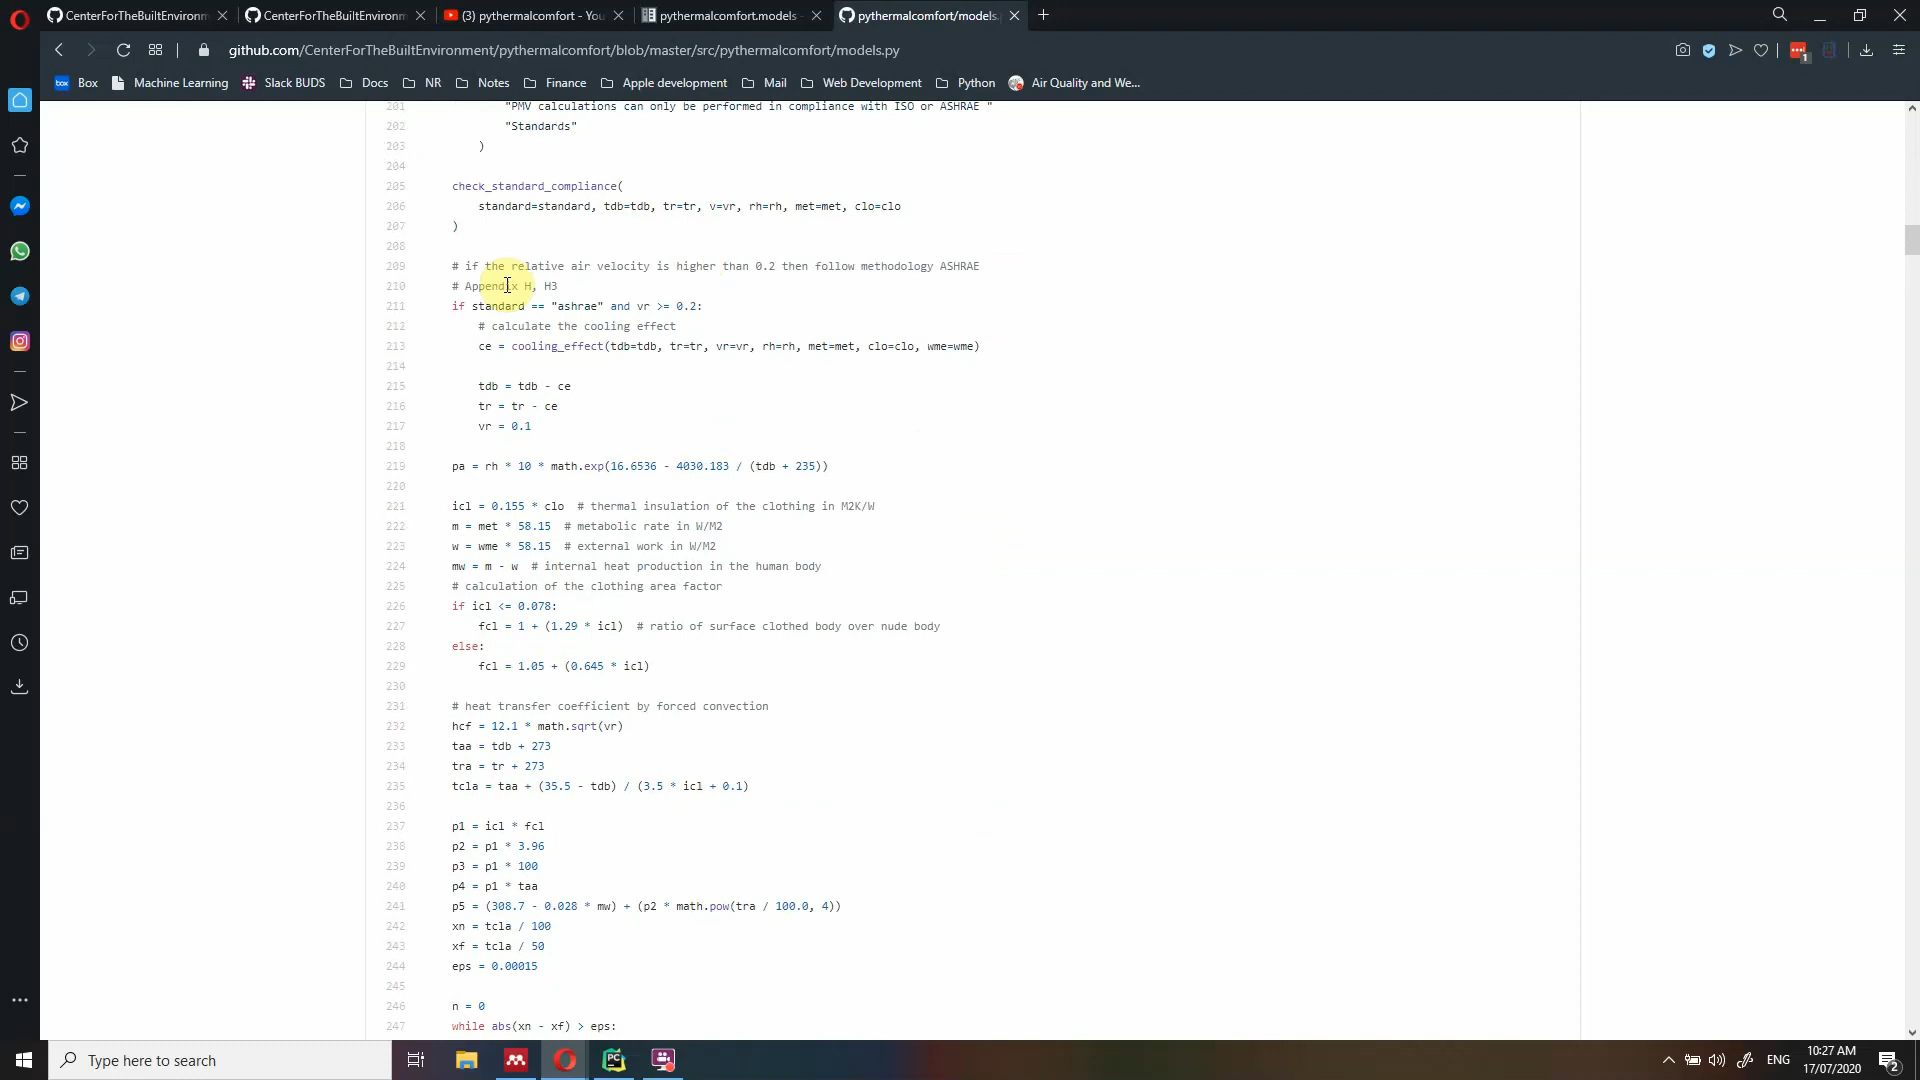 CenterForTheBuiltEnvironm
CenterForTheBuiltEnvironm
(3) pythermalcomfort - You
pythermalcomfort.models -
pythermalcomfort/models.
github.com/CenterForTheBuiltEnvironment/pythermalcomfort/blob/master/src/pythermalcomfort/models.py
1
box Box
Machine Learning
Slack BUDS
Docs
NR
Notes
Finance
Apple development
Mail
Web Development
Python
Air Quality and We...
201 "PMV calculations can only be performed in compliance with ISO or ASHRAE "
202 "Standards"
203 )
204
205 check_standard_compliance(
206 standard=standard, tdb=tdb, tr=tr, v=vr, rh=rh, met=met, clo=clo
207 )
208
209 # if the relative air velocity is higher than 0.2 then follow methodology ASHRAE
210 # Appendix H, H3
211 if standard == "ashrae" and vr >= 0.2:
212 # calculate the cooling effect
213 ce = cooling_effect(tdb=tdb, tr=tr, vr=vr, rh=rh, met=met, clo=clo, wme=wme)
214
215 tdb = tdb - ce
216 tr = tr - ce
217 vr = 0.1
218
219 pa = rh * 10 * math.exp(16.6536 - 4030.183 / (tdb + 235))
220
221 icl = 0.155 * clo # thermal insulation of the clothing in M2K/W
222 m = met * 58.15 # metabolic rate in W/M2
223 w = wme * 58.15 # external work in W/M2
224 mw = m - w # internal heat production in the human body
225 # calculation of the clothing area factor
226 if icl <= 0.078:
227 fcl = 1 + (1.29 * icl) # ratio of surface clothed body over nude body
228 else:
229 fcl = 1.05 + (0.645 * icl)
230
231 # heat transfer coefficient by forced convection
232 hcf = 12.1 * math.sqrt(vr)
233 taa = tdb + 273
234 tra = tr + 273
235 tcla = taa + (35.5 - tdb) / (3.5 * icl + 0.1)
236
237 p1 = icl * fcl
238 p2 = p1 * 3.96
239 p3 = p1 * 100
240 p4 = p1 * taa
241 p5 = (308.7 - 0.028 * mw) + (p2 * math.pow(tra / 100.0, 4))
242 xn = tcla / 100
243 xf = tcla / 50
244 eps = 0.00015
245
246 n = 0
247 while abs(xn - xf) > eps:
Type here to search
PC
ENG
10:27 AM
17/07/2020
2